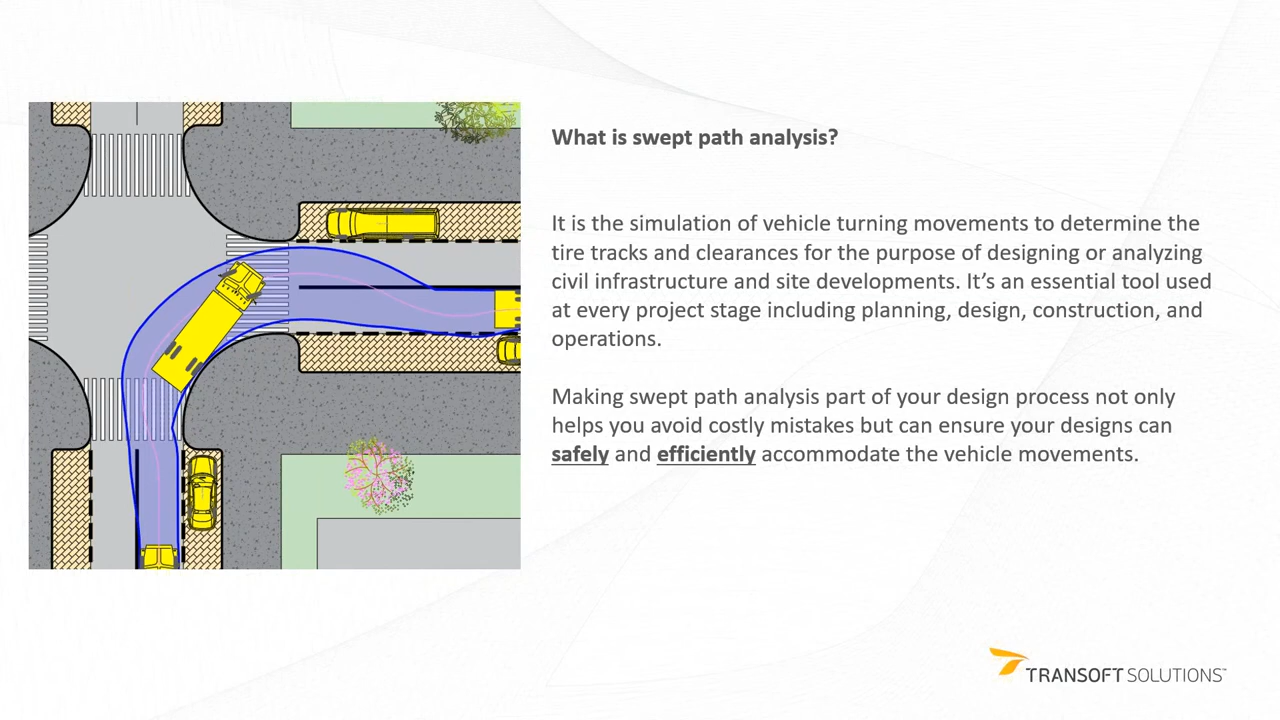 What is swept path analysis?
It is the simulation of vehicle turning movements to determine the
tire tracks and clearances for the purpose of designing or analyzing
civil infrastructure and site developments. It’s an essential tool used
at every project stage including planning, design, construction, and
operations.
Making swept path analysis part of your design process not only
helps you avoid costly mistakes but can ensure your designs can
safely and efficiently accommodate the vehicle movements.
TRANSOFT SOLUTIONS™